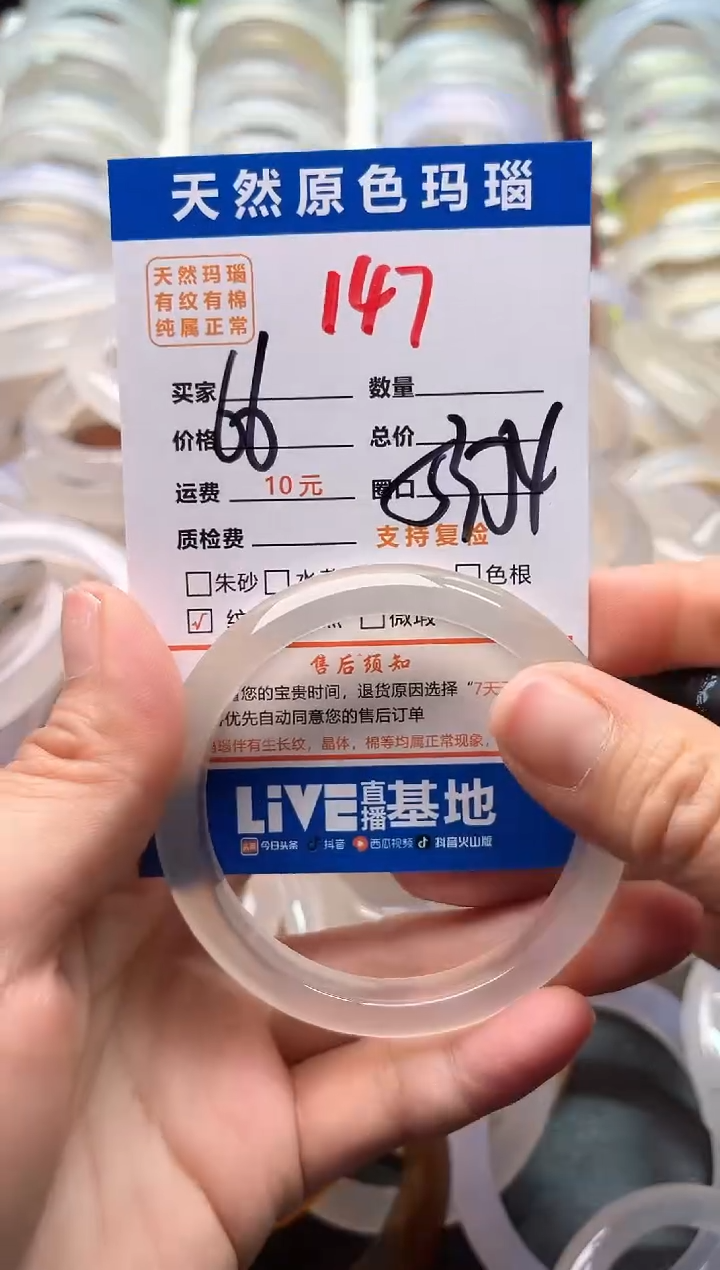 天然原色玛瑙
天然玛瑙
有纹有棉
纯属正常
147
买家 数量
价格 66 总价
运费 10元 圈口
质检费 支持复检
朱砂 色根
√ 微瑕
售后须知
您的宝贵时间，退货原因选择“7天
优先自动同意您的售后订单
伴有生长纹，晶体，棉等均属正常现象，
LiVE直播基地
今日头条 抖音 西瓜视频 抖音火山版